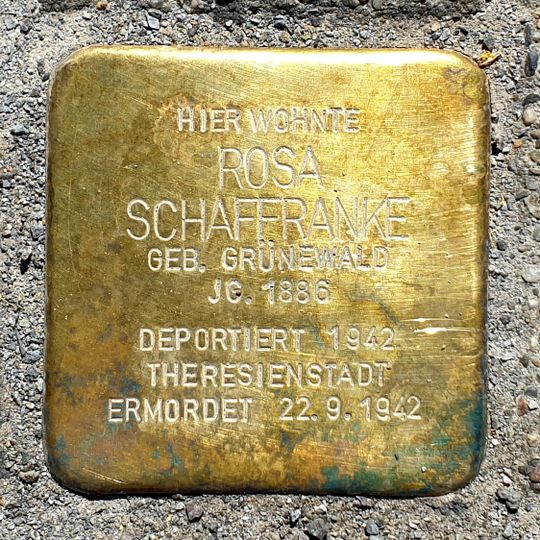 HIER WOHNTE
ROSA
SCHAFFRANKE
GEB. GRÜNEWALD
JG. 1886
DEPORTIERT 1942
THERESIENSTADT
ERMORDET 22.9.1942